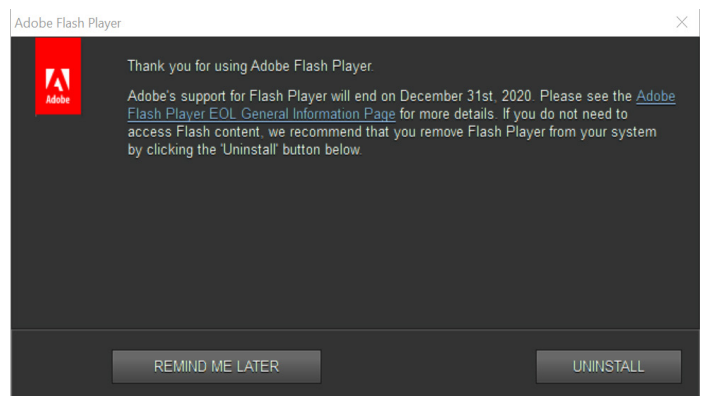 Adobe Flash Player
Adobe
Thank you for using Adobe Flash Player.
Adobe's support for Flash Player will end on December 31st, 2020. Please see the Adobe
Flash Player EOL General Information Page for more details. If you do not need to
access Flash content, we recommend that you remove Flash Player from your system
by clicking the 'Uninstall' button below.
REMIND ME LATER
UNINSTALL